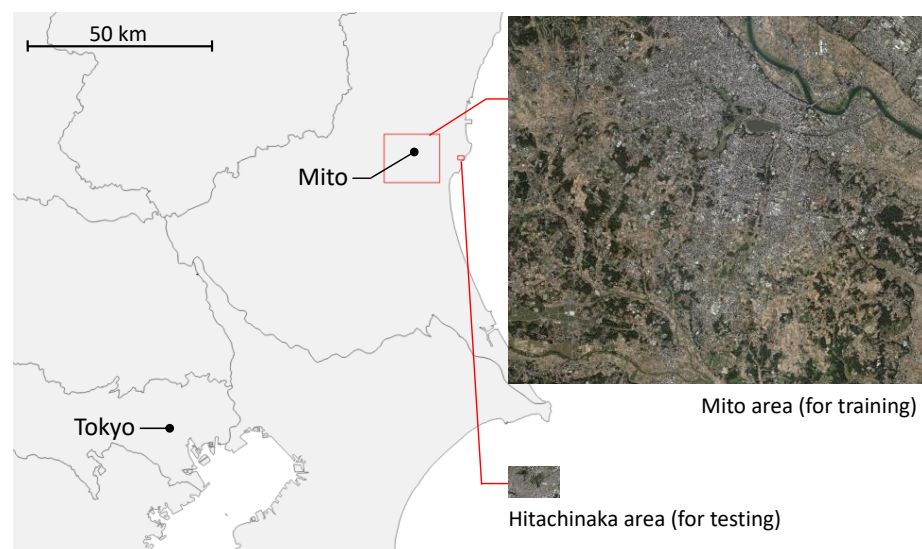 50 km
Mito
Tokyo
Mito area (for training)
Hitachinaka area (for testing)